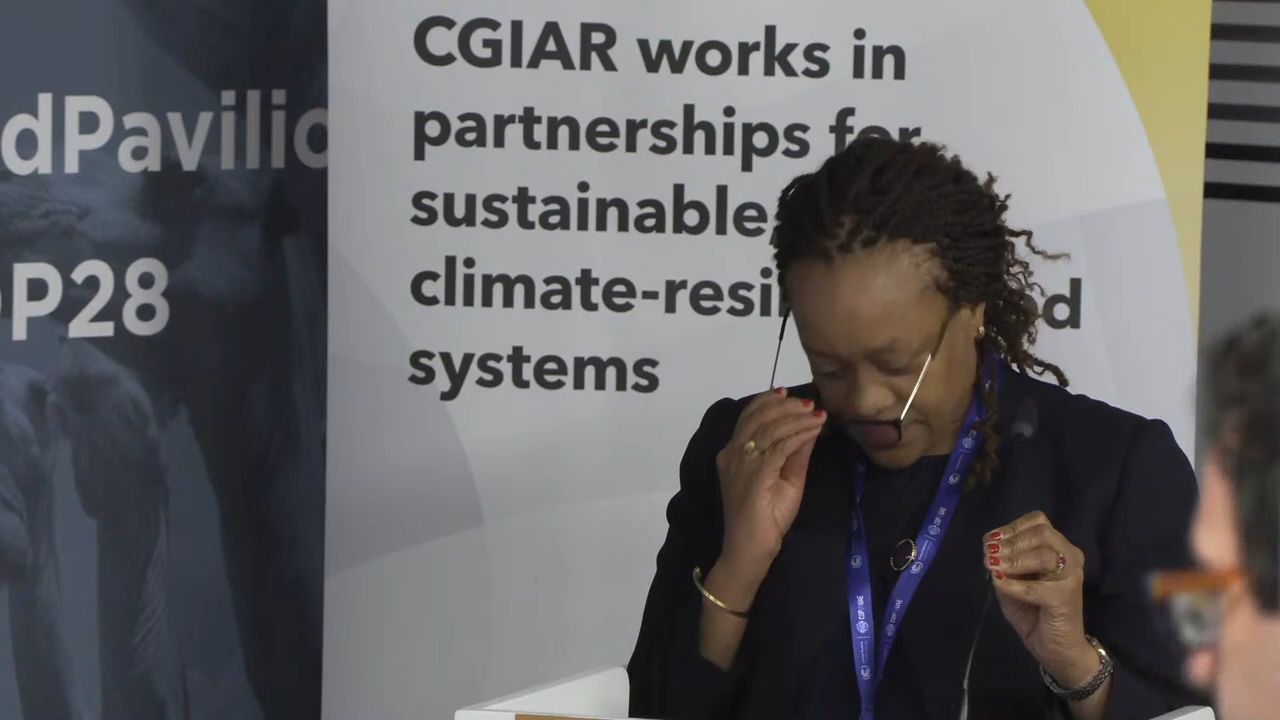 dPavilio
P28
CGIAR works in
partnerships for
sustainable,
climate-resi d
systems